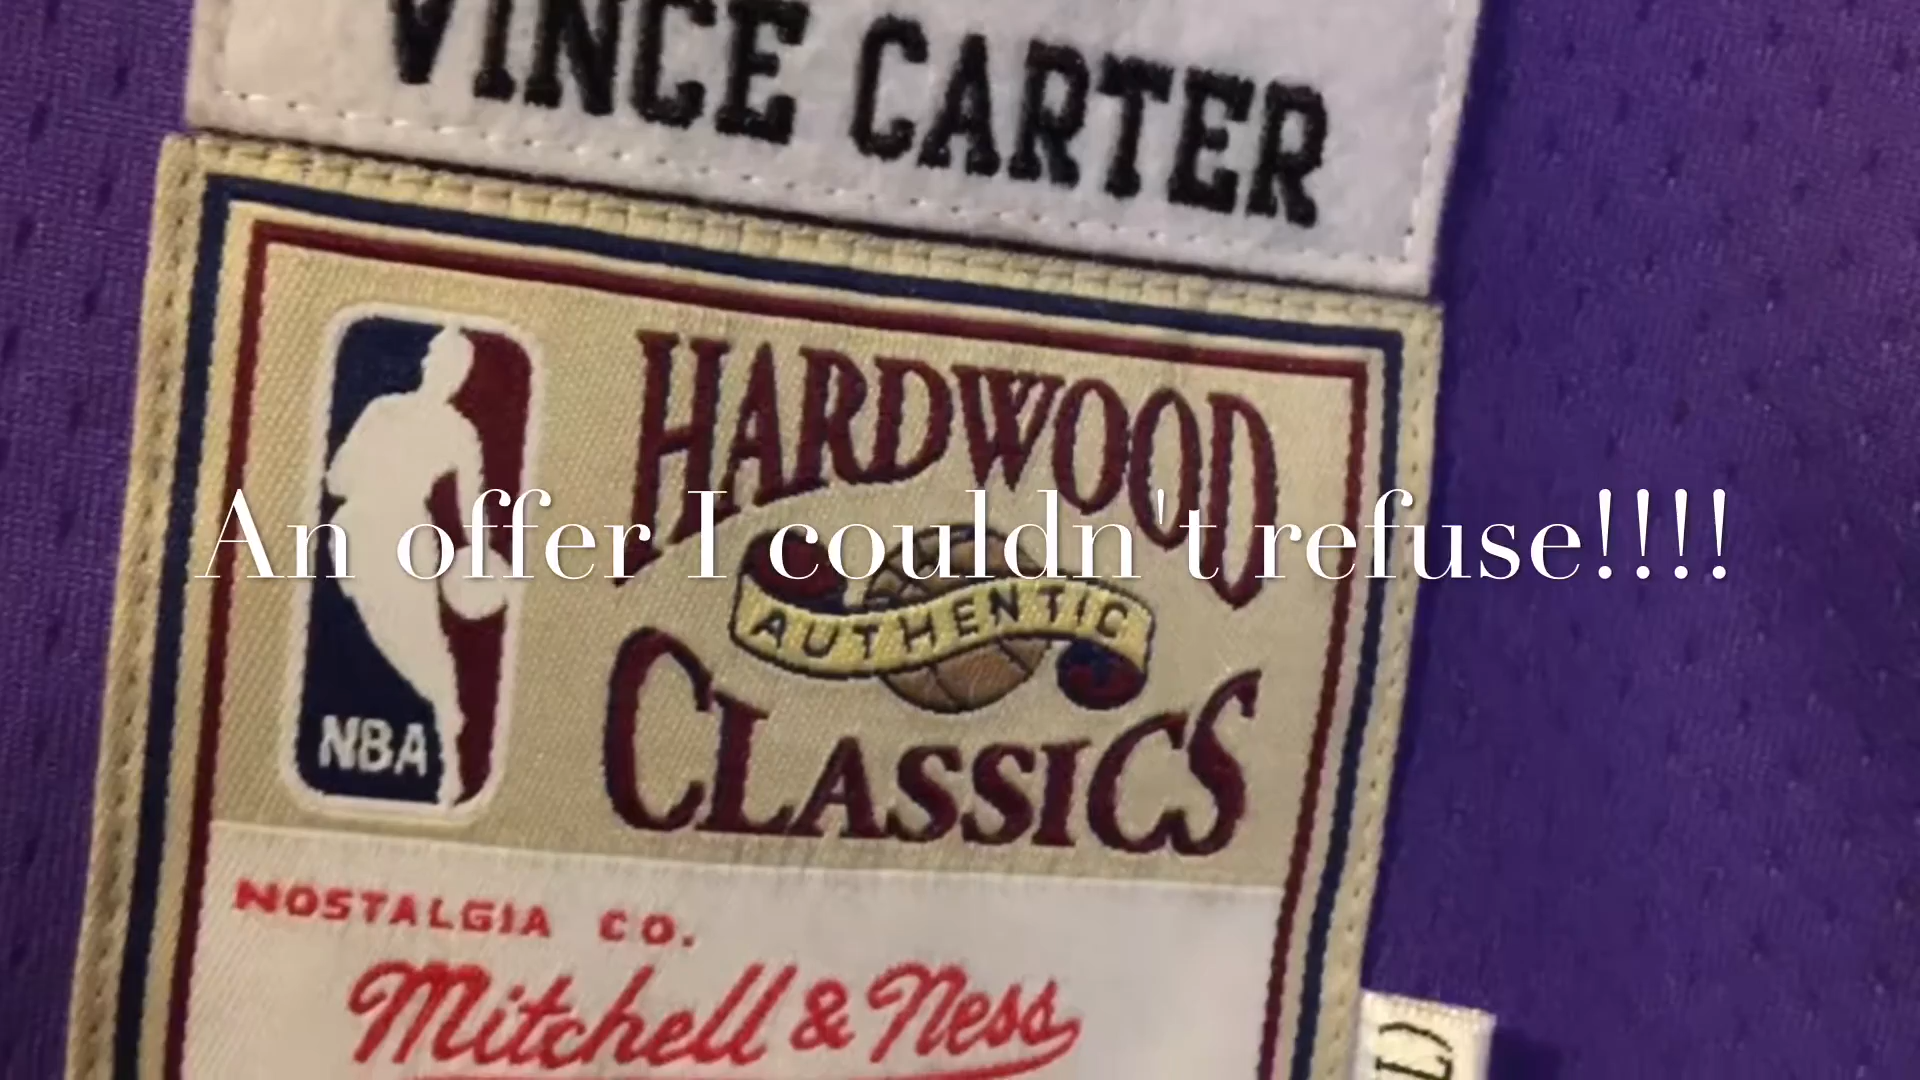 VINCE CARTER
NBA
HARDWOOD
AUTHENTIC
CLASSICS
An offer I couldn't refuse!!!!
NOSTALGIA CO.
Mitchell & Ness
L)